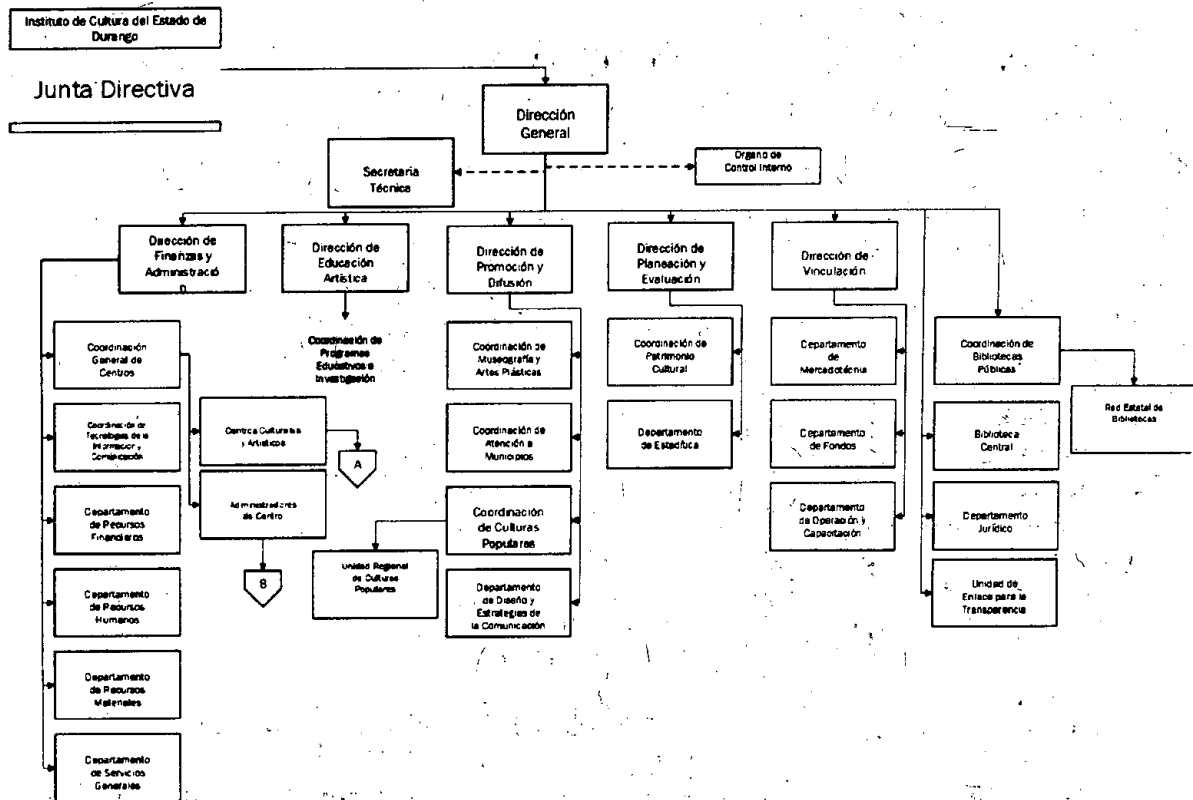 Instituto de Cultura del Estado de
Durango
Junta Directiva
Dirección
General
Secretaria
Técnica
Organo de
Control Interno
Dirección de
Finanzas y
Administració
n
Dirección de
Educación
Artística
Dirección de
Promoción y
Difusión
Dirección de
Planeación y
Evaluación
Dirección de
Vinculación
Coordinación
General de
Centros
Coordinación de
Programas
Educativos e
Investigación
Coordinación de
Museografía y
Artes Plásticas
Coordinación de
Patrimonio
Cultural
Departamento
de
Mercadotécnia
Coordinación de
Bibliotecas
Públicas
Red Estatal de
Bibliotecas
Coordinación de
Tecnologías de la
Información y
Comunicación
Centros Culturales
y Artísticos
A
Coordinación de
Atención a
Municipios
Departamento
de Estadítica
Departamento
de Fondos
Biblioteca
Central
Departamento
de Recursos
Financieros
Administradores
de Centro
B
Coordinación
de Culturas
Populares
Unidad Regional
de Culturas
Populares
Departamento
de Operación y
Capacitación
Departamento
Jurídico
Departamento
de Recursos
Humanos
Departamento
de Diseño y
Estrategias de
la Comunicación
Unidad de
Enlace para la
Transparencia
Departamento
de Recursos
Materiales
Departamento
de Servicios
Generales